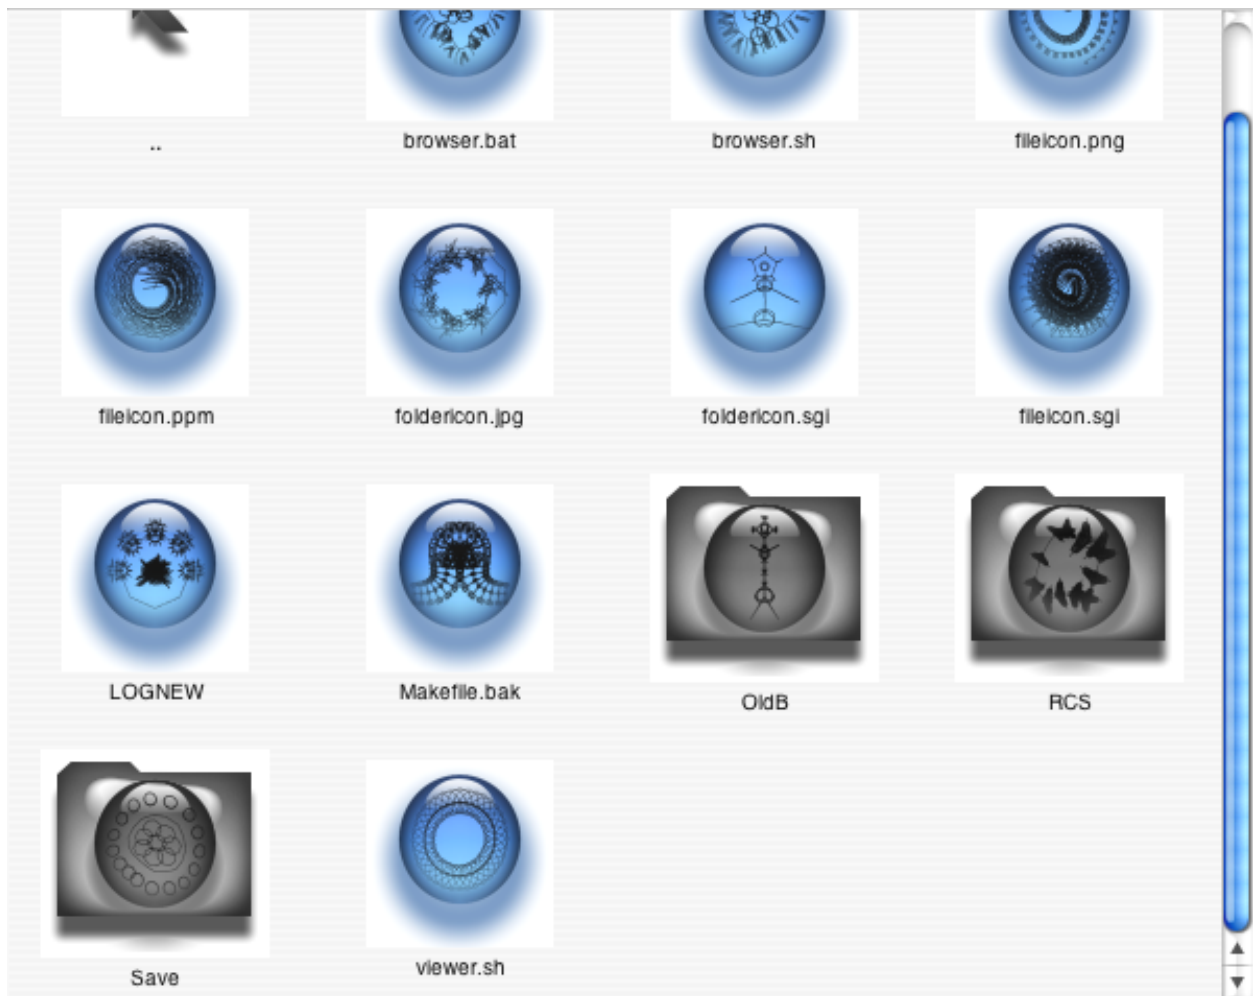 ..
browser.bat
browser.sh
fileicon.png
fileicon.ppm
foldericon.jpg
foldericon.sgi
fileicon.sgi
LOGNEW
Makefile.bak
OldB
RCS
Save
viewer.sh